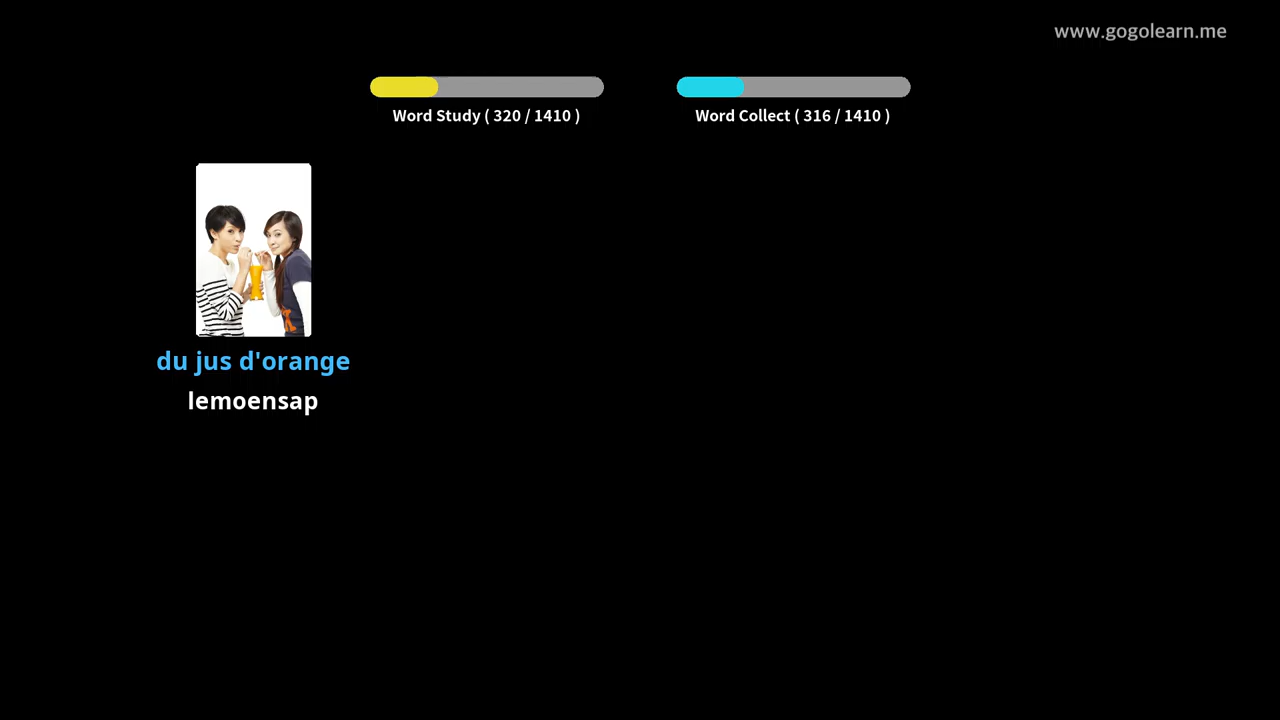 www.gogolearn.me
Word Study ( 320 / 1410 )
Word Collect ( 316 / 1410 )
du jus d'orange
lemoensap